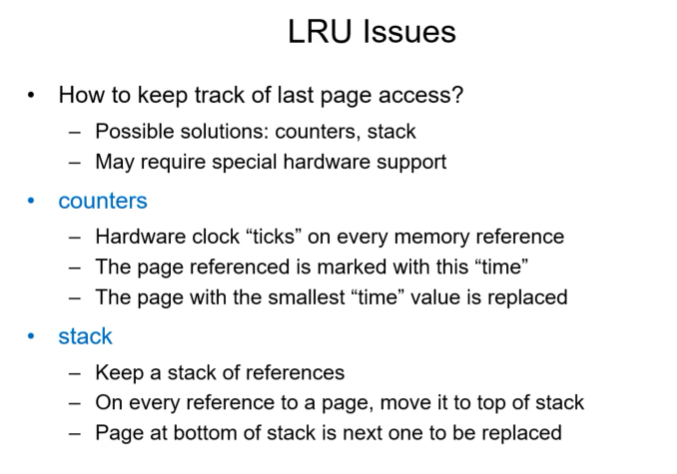 LRU Issues
• How to keep track of last page access?
– Possible solutions: counters, stack
– May require special hardware support
• counters
– Hardware clock “ticks” on every memory reference
– The page referenced is marked with this “time”
– The page with the smallest “time” value is replaced
• stack
– Keep a stack of references
– On every reference to a page, move it to top of stack
– Page at bottom of stack is next one to be replaced